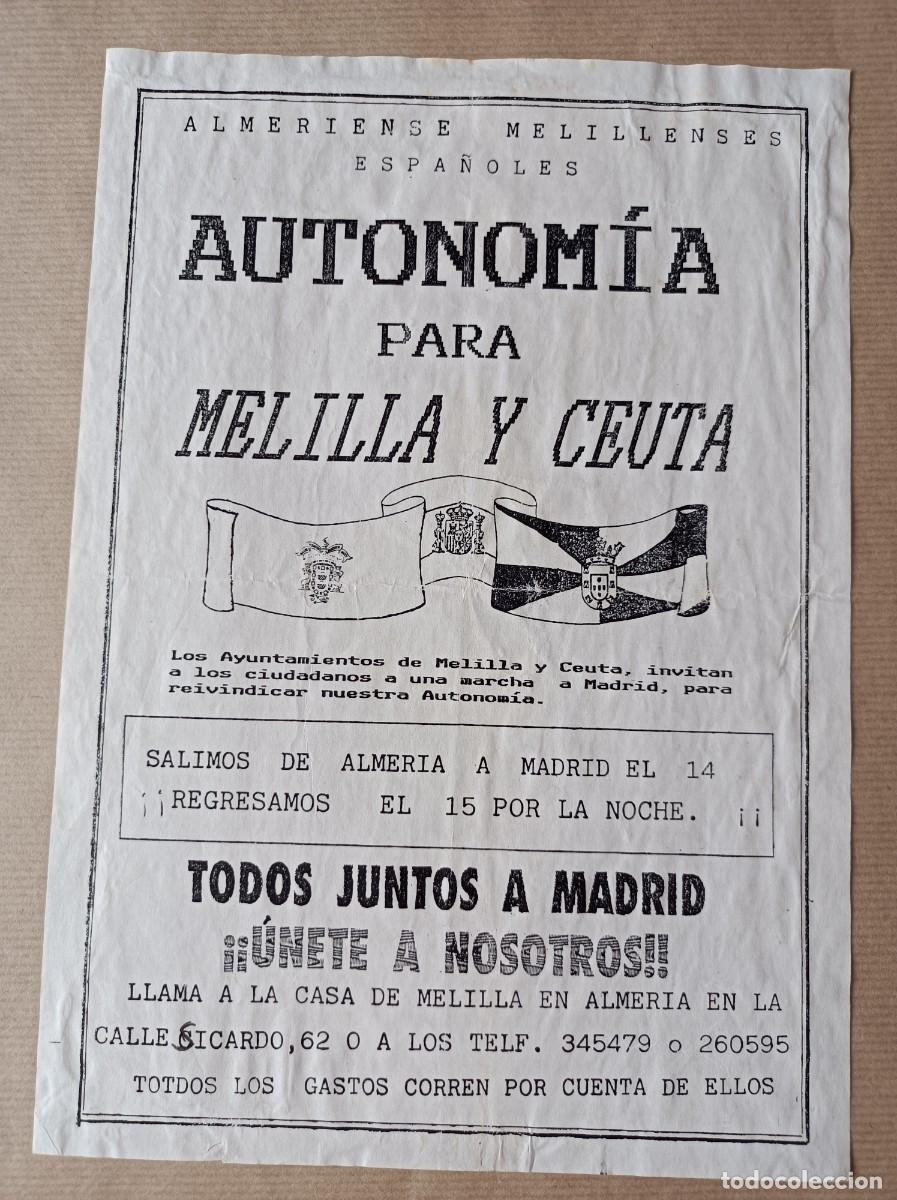 ALMERIENSE MELILLENSES
ESPAÑOLES
AUTONOMÍA
PARA
MELILLA Y CEUTA
Los Ayuntamientos de Melilla y Ceuta, invitan
a los ciudadanos a una marcha a Madrid, para
reivindicar nuestra Autonomía.
SALIMOS DE ALMERIA A MADRID EL 14
¡¡REGRESAMOS EL 15 POR LA NOCHE. ¡¡
TODOS JUNTOS A MADRID
¡¡ÚNETE A NOSOTROS!!
LLAMA A LA CASA DE MELILLA EN ALMERIA EN LA
CALLE SICARDO,62 O A LOS TELF. 345479 o 260595
TOTDOS LOS GASTOS CORREN POR CUENTA DE ELLOS
todocoleccion